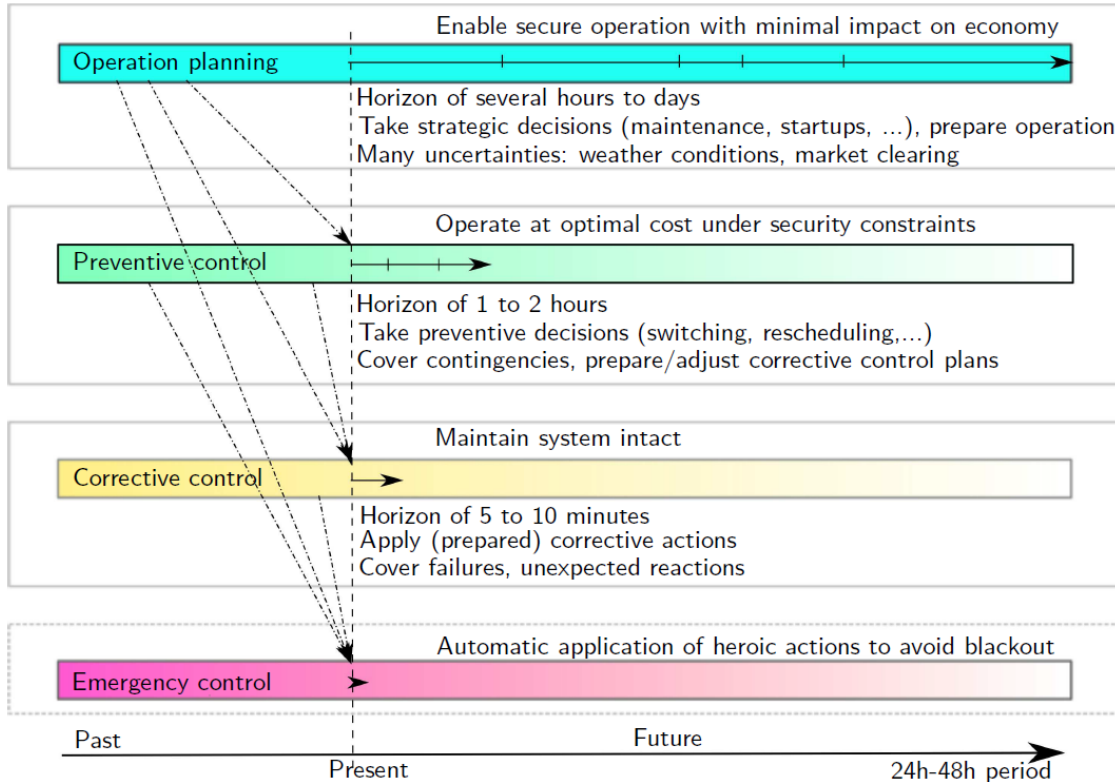 Enable secure operation with minimal impact on economy
Operation planning
Horizon of several hours to days
Take strategic decisions (maintenance, startups, ...), prepare operation
Many uncertainties: weather conditions, market clearing
Operate at optimal cost under security constraints
Preventive control
Horizon of 1 to 2 hours
Take preventive decisions (switching, rescheduling,...)
Cover contingencies, prepare/adjust corrective control plans
Maintain system intact
Corrective control
Horizon of 5 to 10 minutes
Apply (prepared) corrective actions
Cover failures, unexpected reactions
Automatic application of heroic actions to avoid blackout
Emergency control
Past
Future
Present
24h-48h period